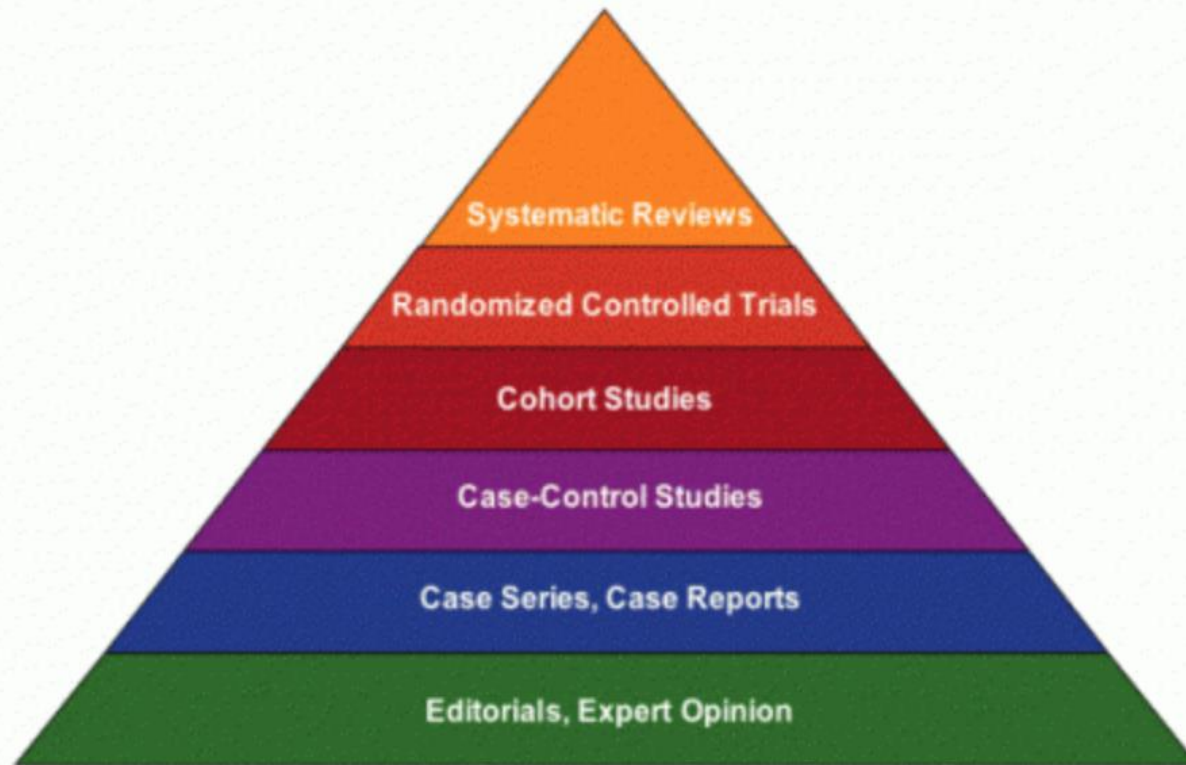 Systematic Reviews
Randomized Controlled Trials
Cohort Studies
Case-Control Studies
Case Series, Case Reports
Editorials, Expert Opinion